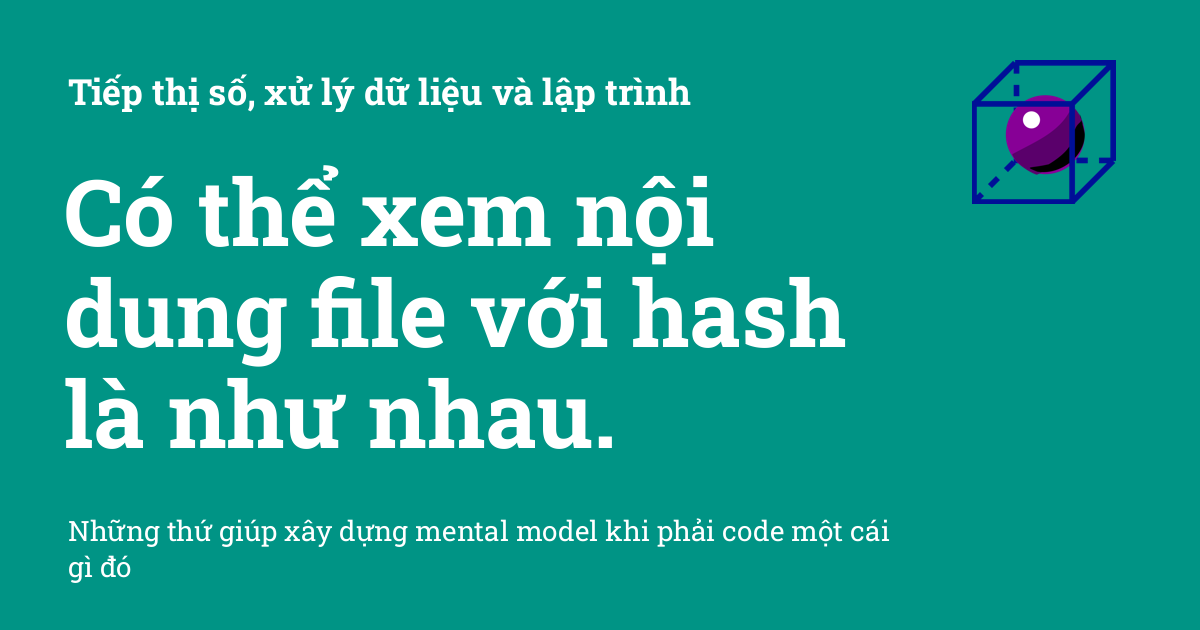 Tiếp thị số, xử lý dữ liệu và lập trình
Có thể xem nội
dung file với hash
là như nhau.
Những thứ giúp xây dựng mental model khi phải code một cái
gì đó